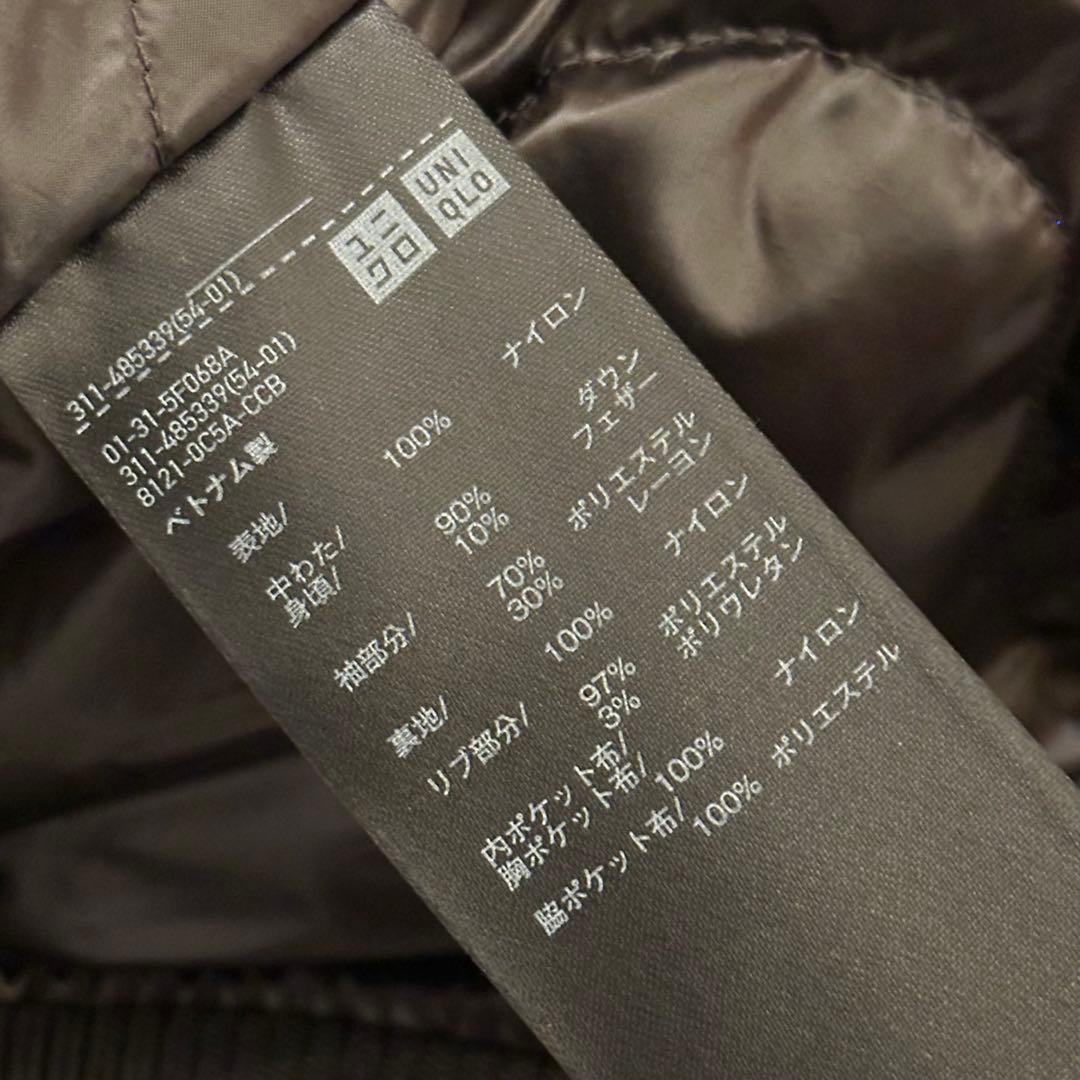 ユニ
クロ
UNI
QLO
311-485339(54-01)
01-31-5F068A
311-485339(54-01)
8121-0C5A-CCB
ベトナム製
表地/ 100% ナイロン
中わた/
身頃/ 90% ダウン
10% フェザー
袖部分/ 70% ポリエステル
30% レーヨン
裏地/ 100% ナイロン
リブ部分/ 97% ポリエステル
3% ポリウレタン
内ポケット布/
胸ポケット布/ 100% ナイロン
脇ポケット布/ 100% ポリエステル